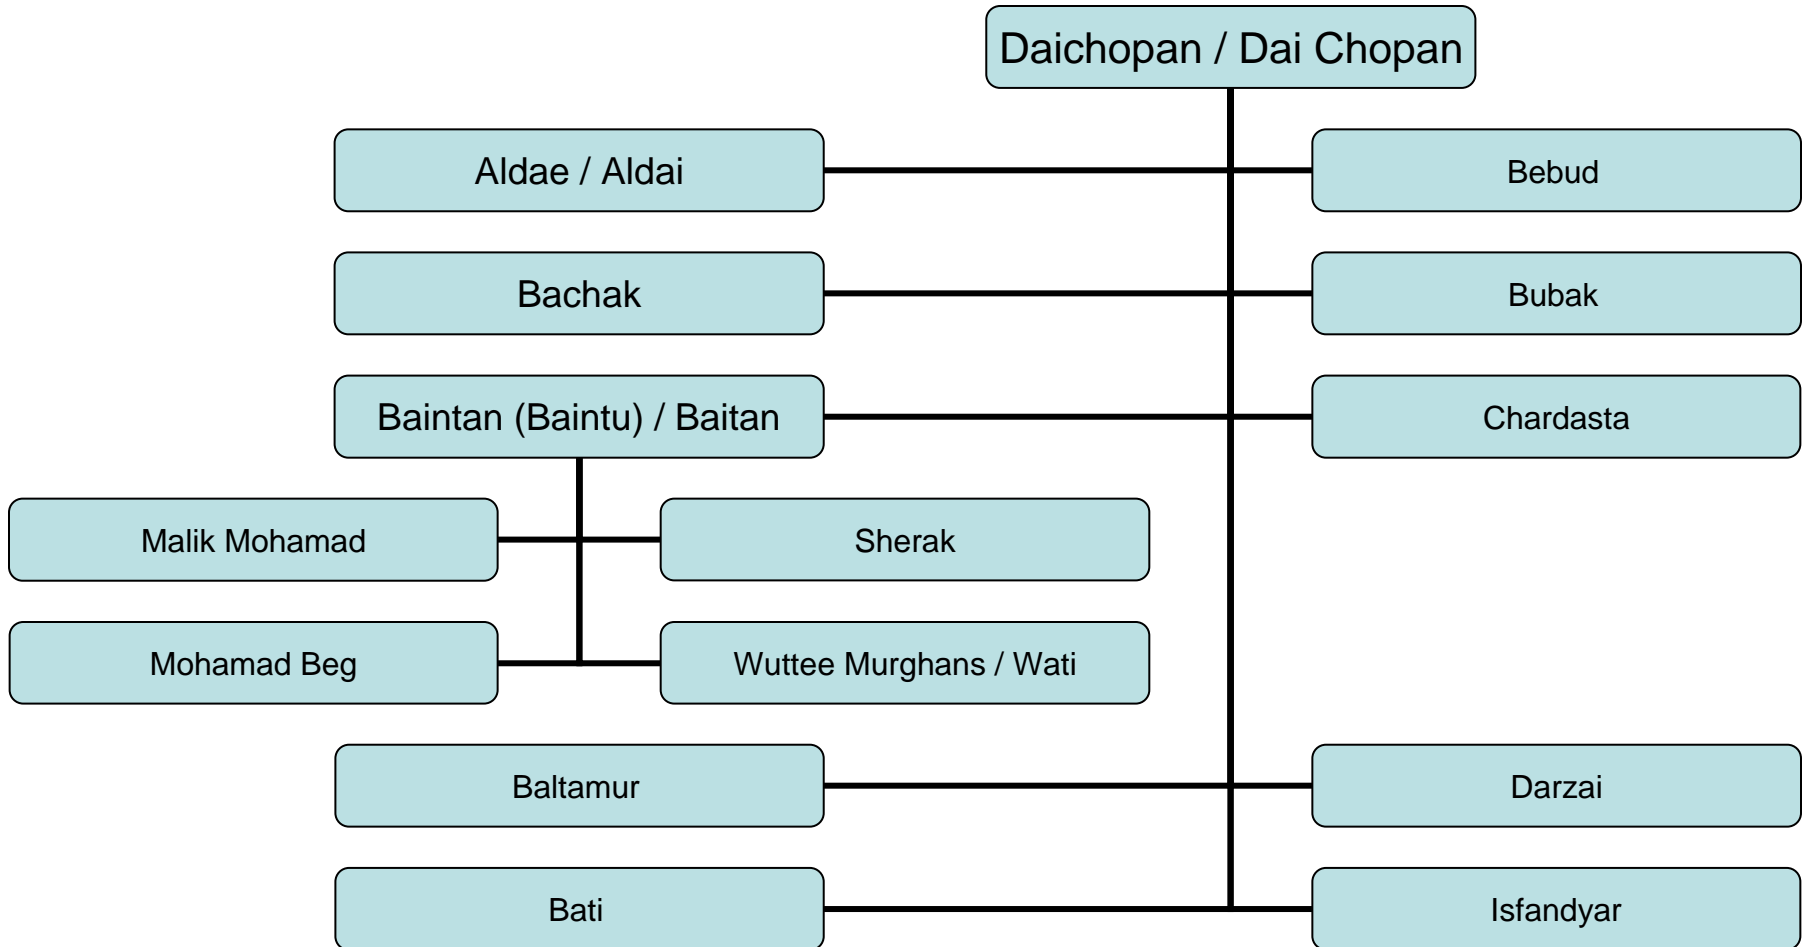 Daichopan / Dai Chopan
Aldae / Aldai
Bebud
Bachak
Bubak
Baintan (Baintu) / Baitan
Chardasta
Malik Mohamad
Sherak
Mohamad Beg
Wuttee Murghans / Wati
Baltamur
Darzai
Bati
Isfandyar